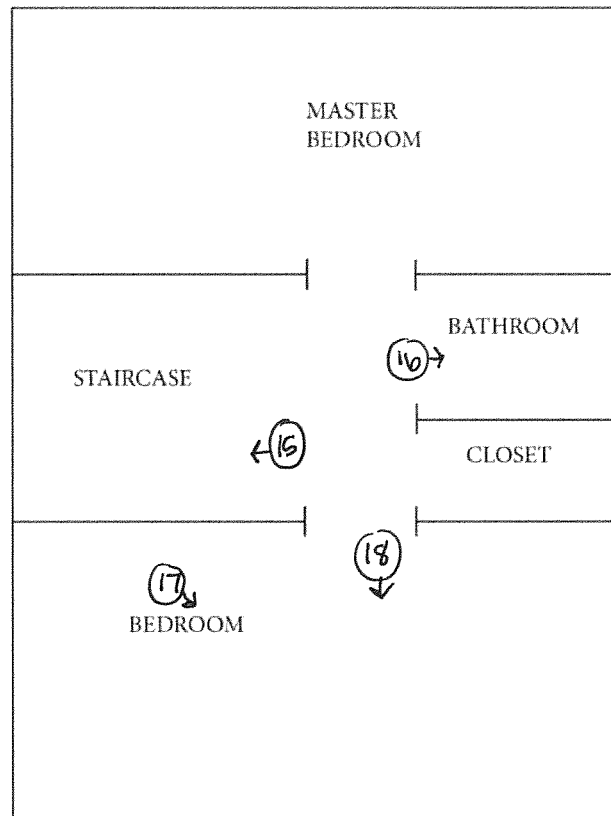 MASTER
BEDROOM
BATHROOM
16
STAIRCASE
15
CLOSET
18
17
BEDROOM